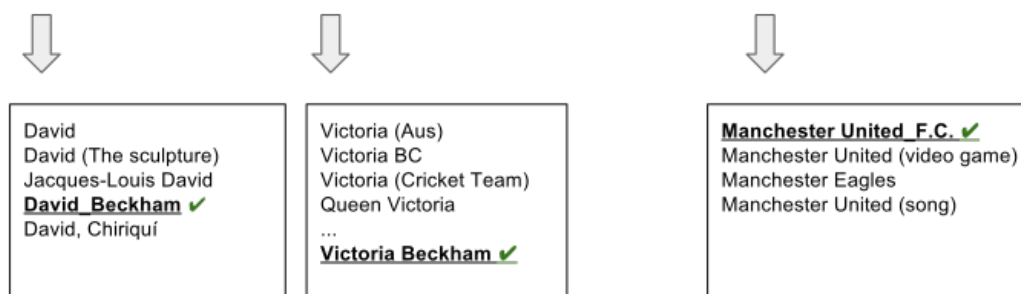 David
David (The sculpture)
Jacques-Louis David
David_Beckham ✔
David, Chiriquí
Victoria (Aus)
Victoria BC
Victoria (Cricket Team)
Queen Victoria
...
Victoria Beckham ✔
Manchester United_F.C. ✔
Manchester United (video game)
Manchester Eagles
Manchester United (song)